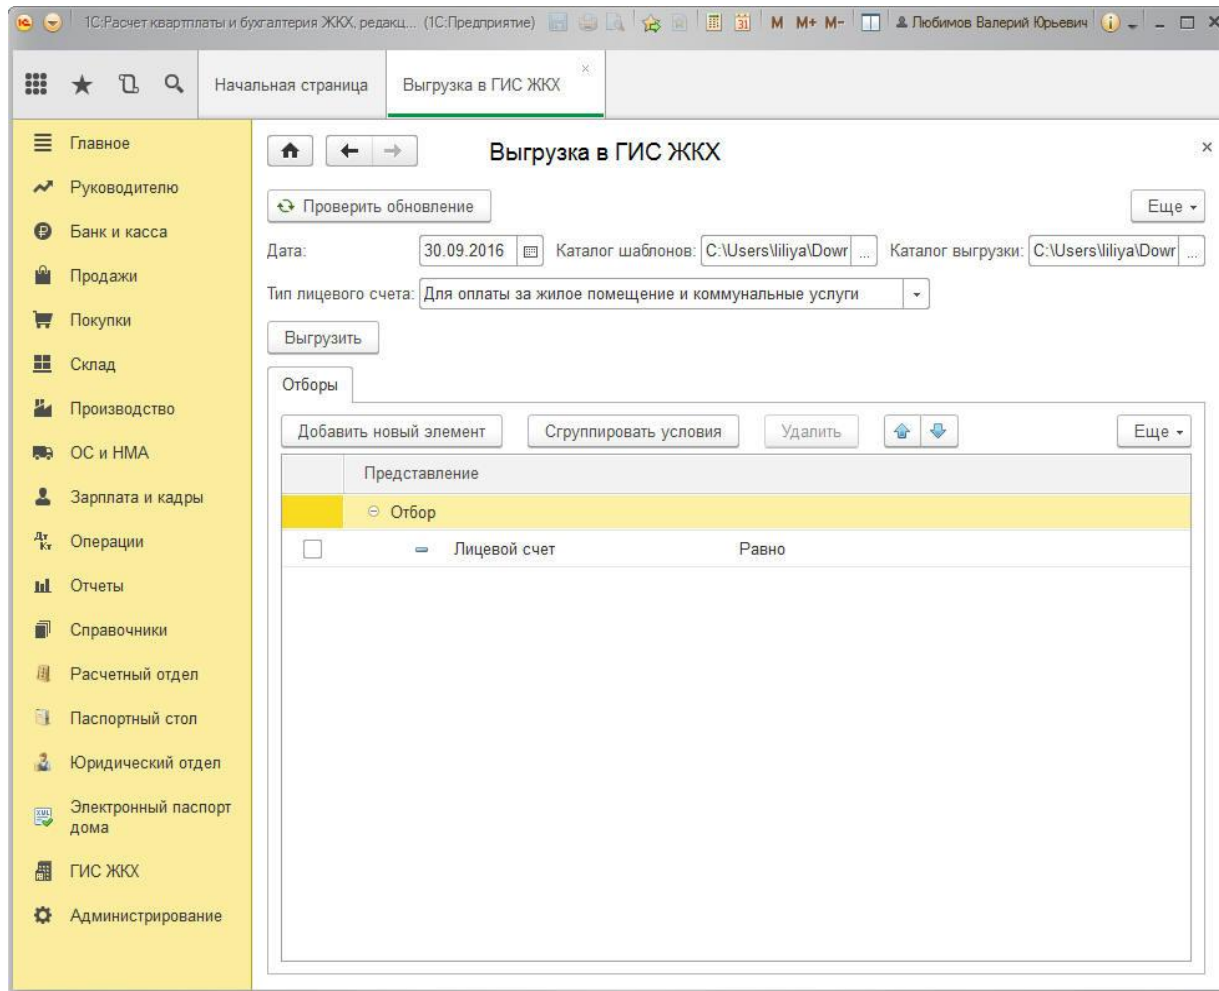 1С:Расчет квартплаты и бухгалтерия ЖКХ, редакц... (1С:Предприятие) 31 M M+ M- Любимов Валерий Юрьевич
Начальная страница
Выгрузка в ГИС ЖКХ
Главное
Руководителю
Банк и касса
Продажи
Покупки
Склад
Производство
ОС и НМА
Зарплата и кадры
Операции
Отчеты
Справочники
Расчетный отдел
Паспортный стол
Юридический отдел
Электронный паспорт
дома
ГИС ЖКХ
Администрирование
Выгрузка в ГИС ЖКХ
Проверить обновление
Еще
Дата: 30.09.2016 Каталог шаблонов: C:\Users\liliya\Dowr ... Каталог выгрузки: C:\Users\liliya\Dowr ...
Тип лицевого счета: Для оплаты за жилое помещение и коммунальные услуги
Выгрузить
Отборы
Добавить новый элемент Сгруппировать условия Удалить Еще
Представление
Отбор
Лицевой счет Равно